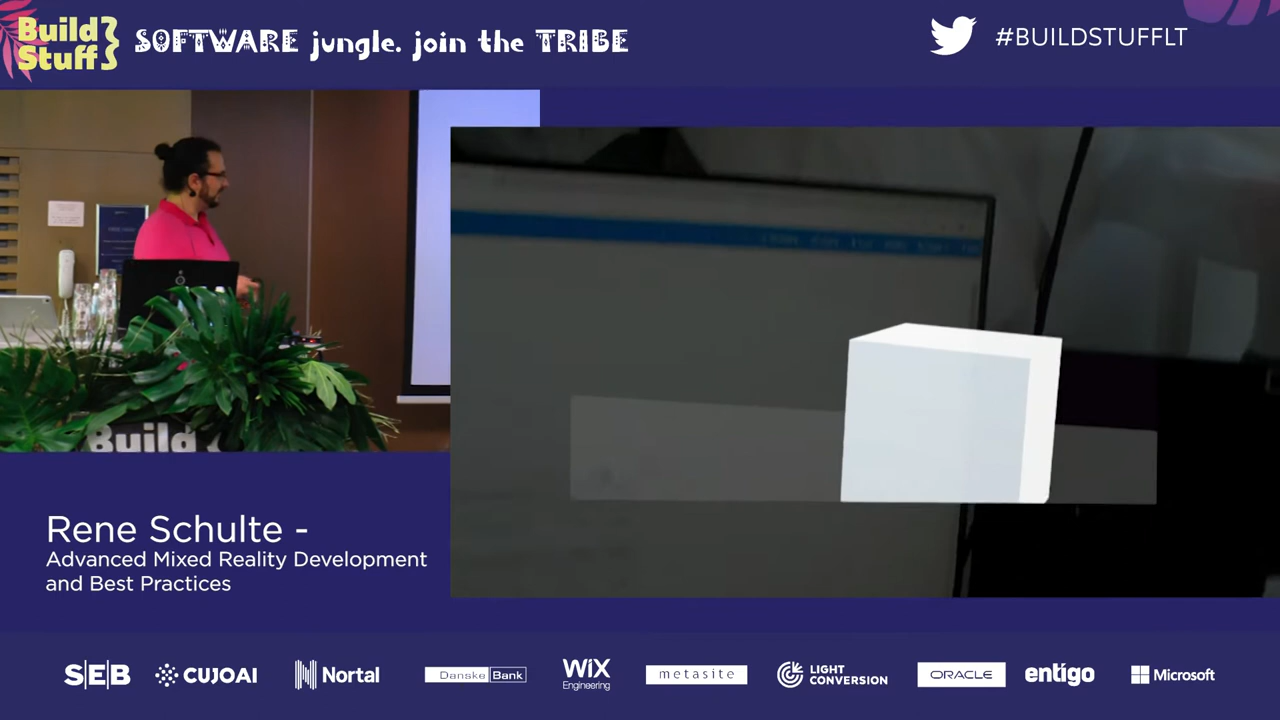 Build
Stuff
SOFTWARE jungle. join the TRIBE
#BUILDSTUFFLT
Build
Rene Schulte -
Advanced Mixed Reality Development
and Best Practices
SEB
CUJOAI
Nortal
Danske Bank
WiX
Engineering
metasite
LIGHT
CONVERSION
ORACLE
entigo
Microsoft